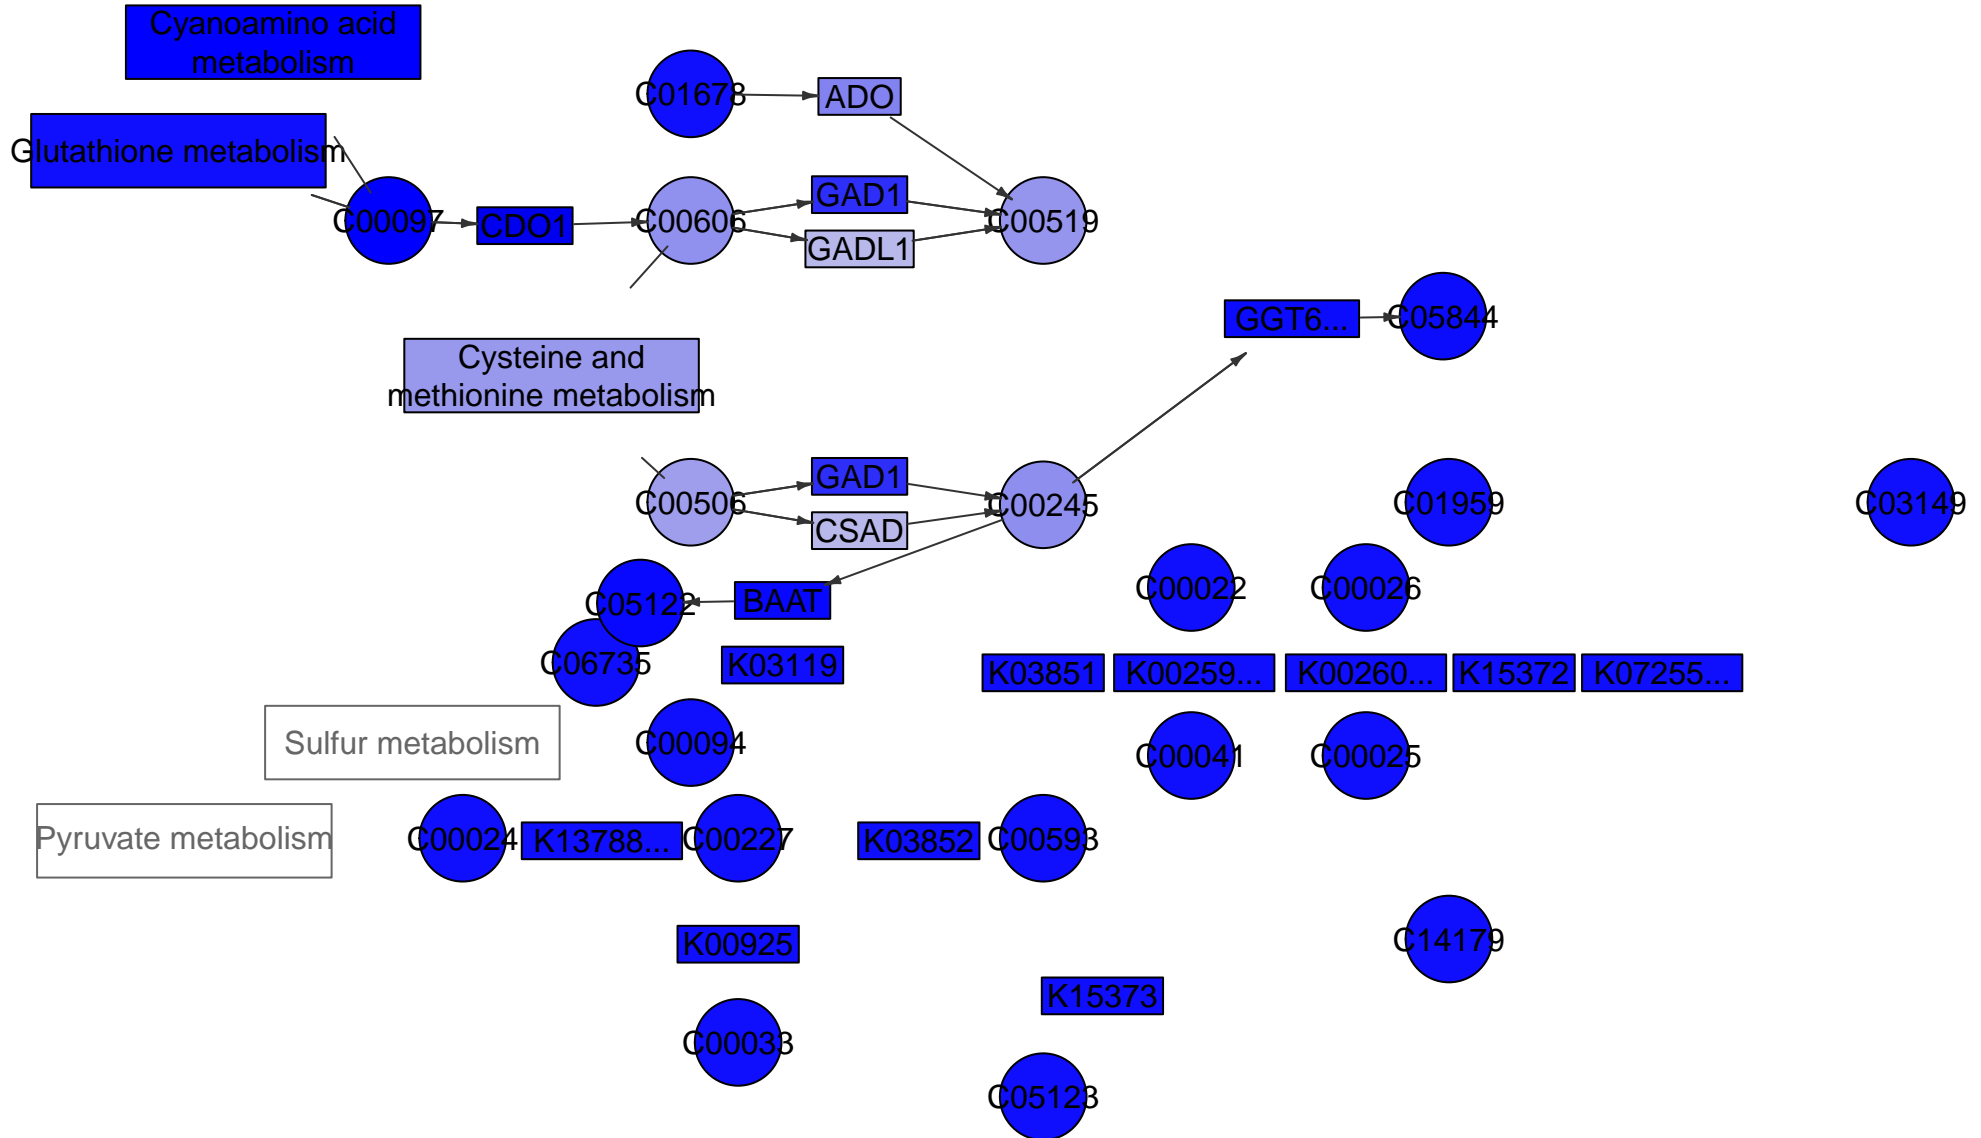 Cyanoamino acid
metabolism
C01678
ADO
Glutathione metabolism
C00097
CDO1
C00606
GAD1
GADL1
C00519
GGT6...
C05844
Cysteine and
methionine metabolism
C00506
GAD1
CSAD
C00245
C01959
C03149
C05122
BAAT
C00022
C00026
C06735
K03119
K03851
K00259...
K00260...
K15372
K07255...
Sulfur metabolism
C00094
C00041
C00025
Pyruvate metabolism
C00024
K13788...
C00227
K03852
C00593
K00925
C14179
K15373
C00033
C05123